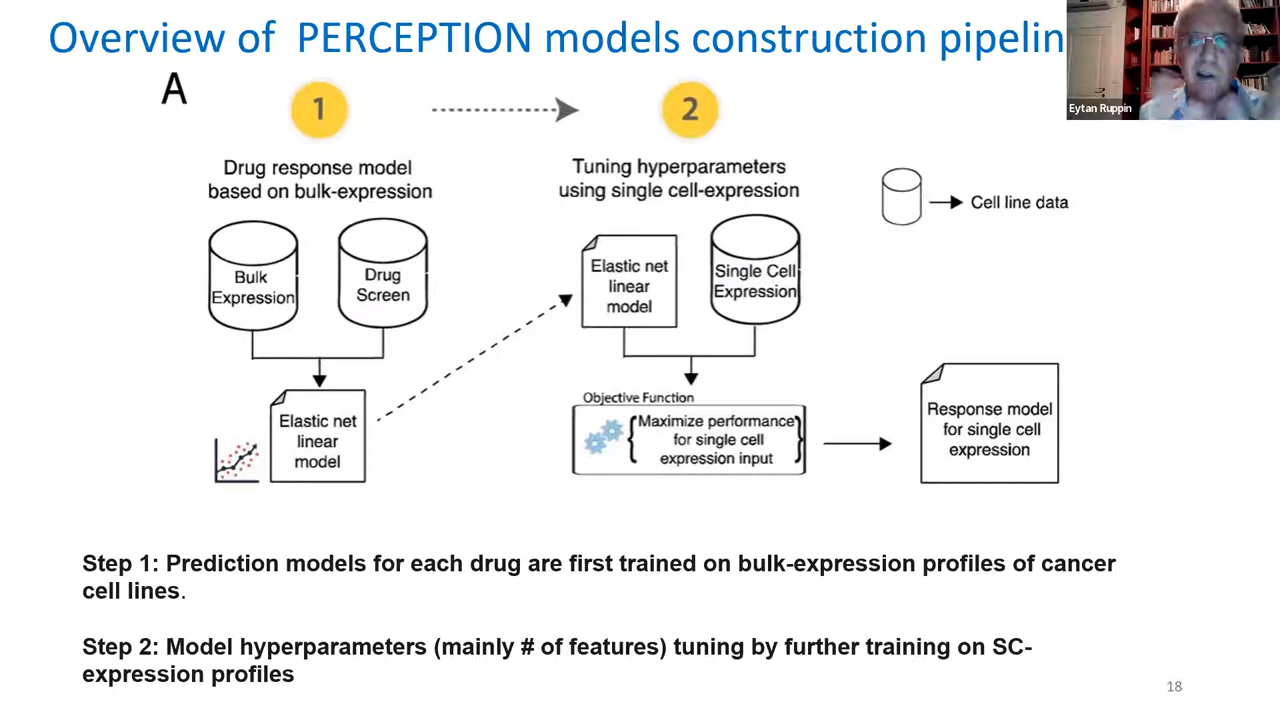 Overview of PERCEPTION models construction pipelin
Eytan Ruppin
A
1
2
Drug response model
based on bulk-expression
Tuning hyperparameters
using single cell-expression
Cell line data
Bulk
Expression
Drug
Screen
Elastic net
linear
model
Single Cell
Expression
Elastic net
linear
model
Objective Function
Maximize performance
for single cell
expression input
Response model
for single cell
expression
Step 1: Prediction models for each drug are first trained on bulk-expression profiles of cancer
cell lines.
Step 2: Model hyperparameters (mainly # of features) tuning by further training on SC-
expression profiles
18